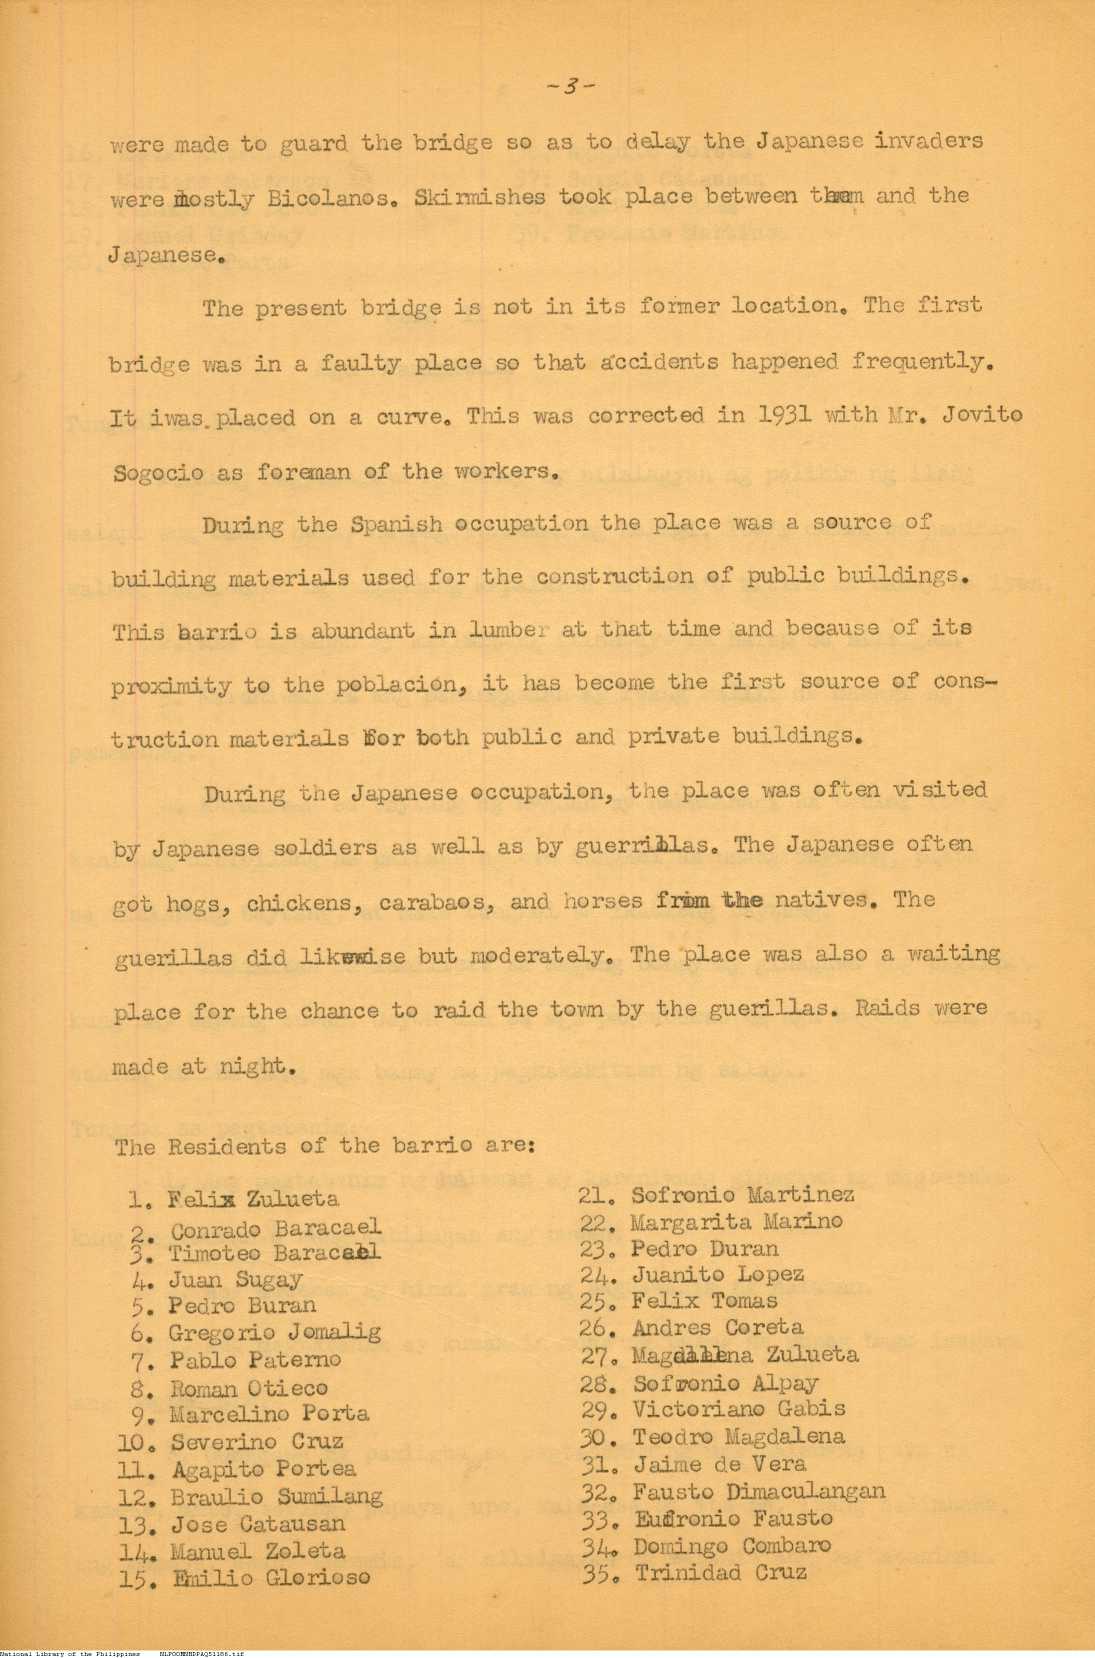 -3-
were made to guard the bridge so as to delay the Japanese invaders
were mostly Bicolanos. Skirmishes took place between them and the
Japanese.
The present bridge is not in its former location. The first
bridge was in a faulty place so that accidents happened frequently.
It iwas placed on a curve. This was corrected in 1931 with Mr. Jovito
Sogocio as foreman of the workers.
During the Spanish occupation the place was a source of
building materials used for the construction of public buildings.
This barrio is abundant in lumber at that time and because of its
proximity to the poblacion, it has become the first source of cons-
truction materials for both public and private buildings.
During the Japanese occupation, the place was often visited
by Japanese soldiers as well as by guerrillas. The Japanese often
got hogs, chickens, carabaos, and horses from the natives. The
guerillas did likewise but moderately. The place was also a waiting
place for the chance to raid the town by the guerillas. Raids were
made at night.
The Residents of the barrio are:
1. Felix Zulueta
2. Conrado Baracael
3. Timoteo Baracael
4. Juan Sugay
5. Pedro Buran
6. Gregorio Jomalig
7. Pablo Paterno
8. Roman Otieco
9. Marcelino Porta
10. Severino Cruz
11. Agapito Portea
12. Braulio Sumilang
13. Jose Catausan
14. Manuel Zoleta
15. Emilio Glorioso
21. Sofronio Martinez
22. Margarita Marino
23. Pedro Duran
24. Juanito Lopez
25. Felix Tomas
26. Andres Coreta
27. Magdalena Zulueta
28. Sofronio Alpay
29. Victoriano Gabis
30. Teodro Magdalena
31. Jaime de Vera
32. Fausto Dimaculangan
33. Eufronio Fausto
34. Domingo Combaro
35. Trinidad Cruz
National Library of the Philippines NLPOOMNHDPAQ51186.tif